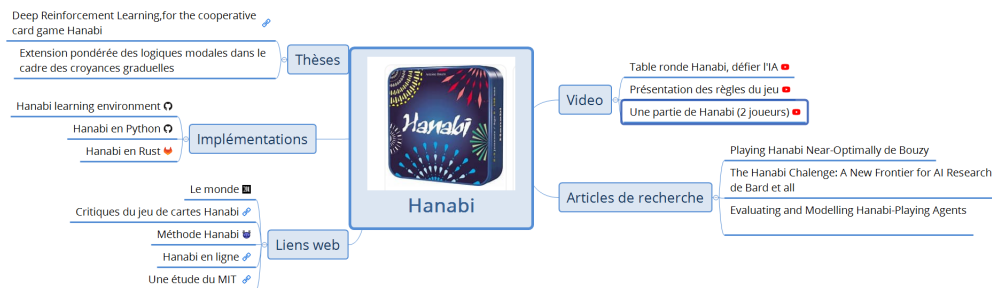 Deep Reinforcement Learning,for the cooperative
card game Hanabi
Extension pondérée des logiques modales dans le
cadre des croyances graduelles
Thèses
Hanabi learning environment
Hanabi en Python
Hanabi en Rust
Implémentations
Le monde
Critiques du jeu de cartes Hanabi
Méthode Hanabi
Hanabi en ligne
Une étude du MIT
Liens web
Hanabi
Hanabi
Video
Table ronde Hanabi, défier l'IA
Présentation des règles du jeu
Une partie de Hanabi (2 joueurs)
Articles de recherche
Playing Hanabi Near-Optimally de Bouzy
The Hanabi Chalenge: A New Frontier for AI Research
de Bard et all
Evaluating and Modelling Hanabi-Playing Agents